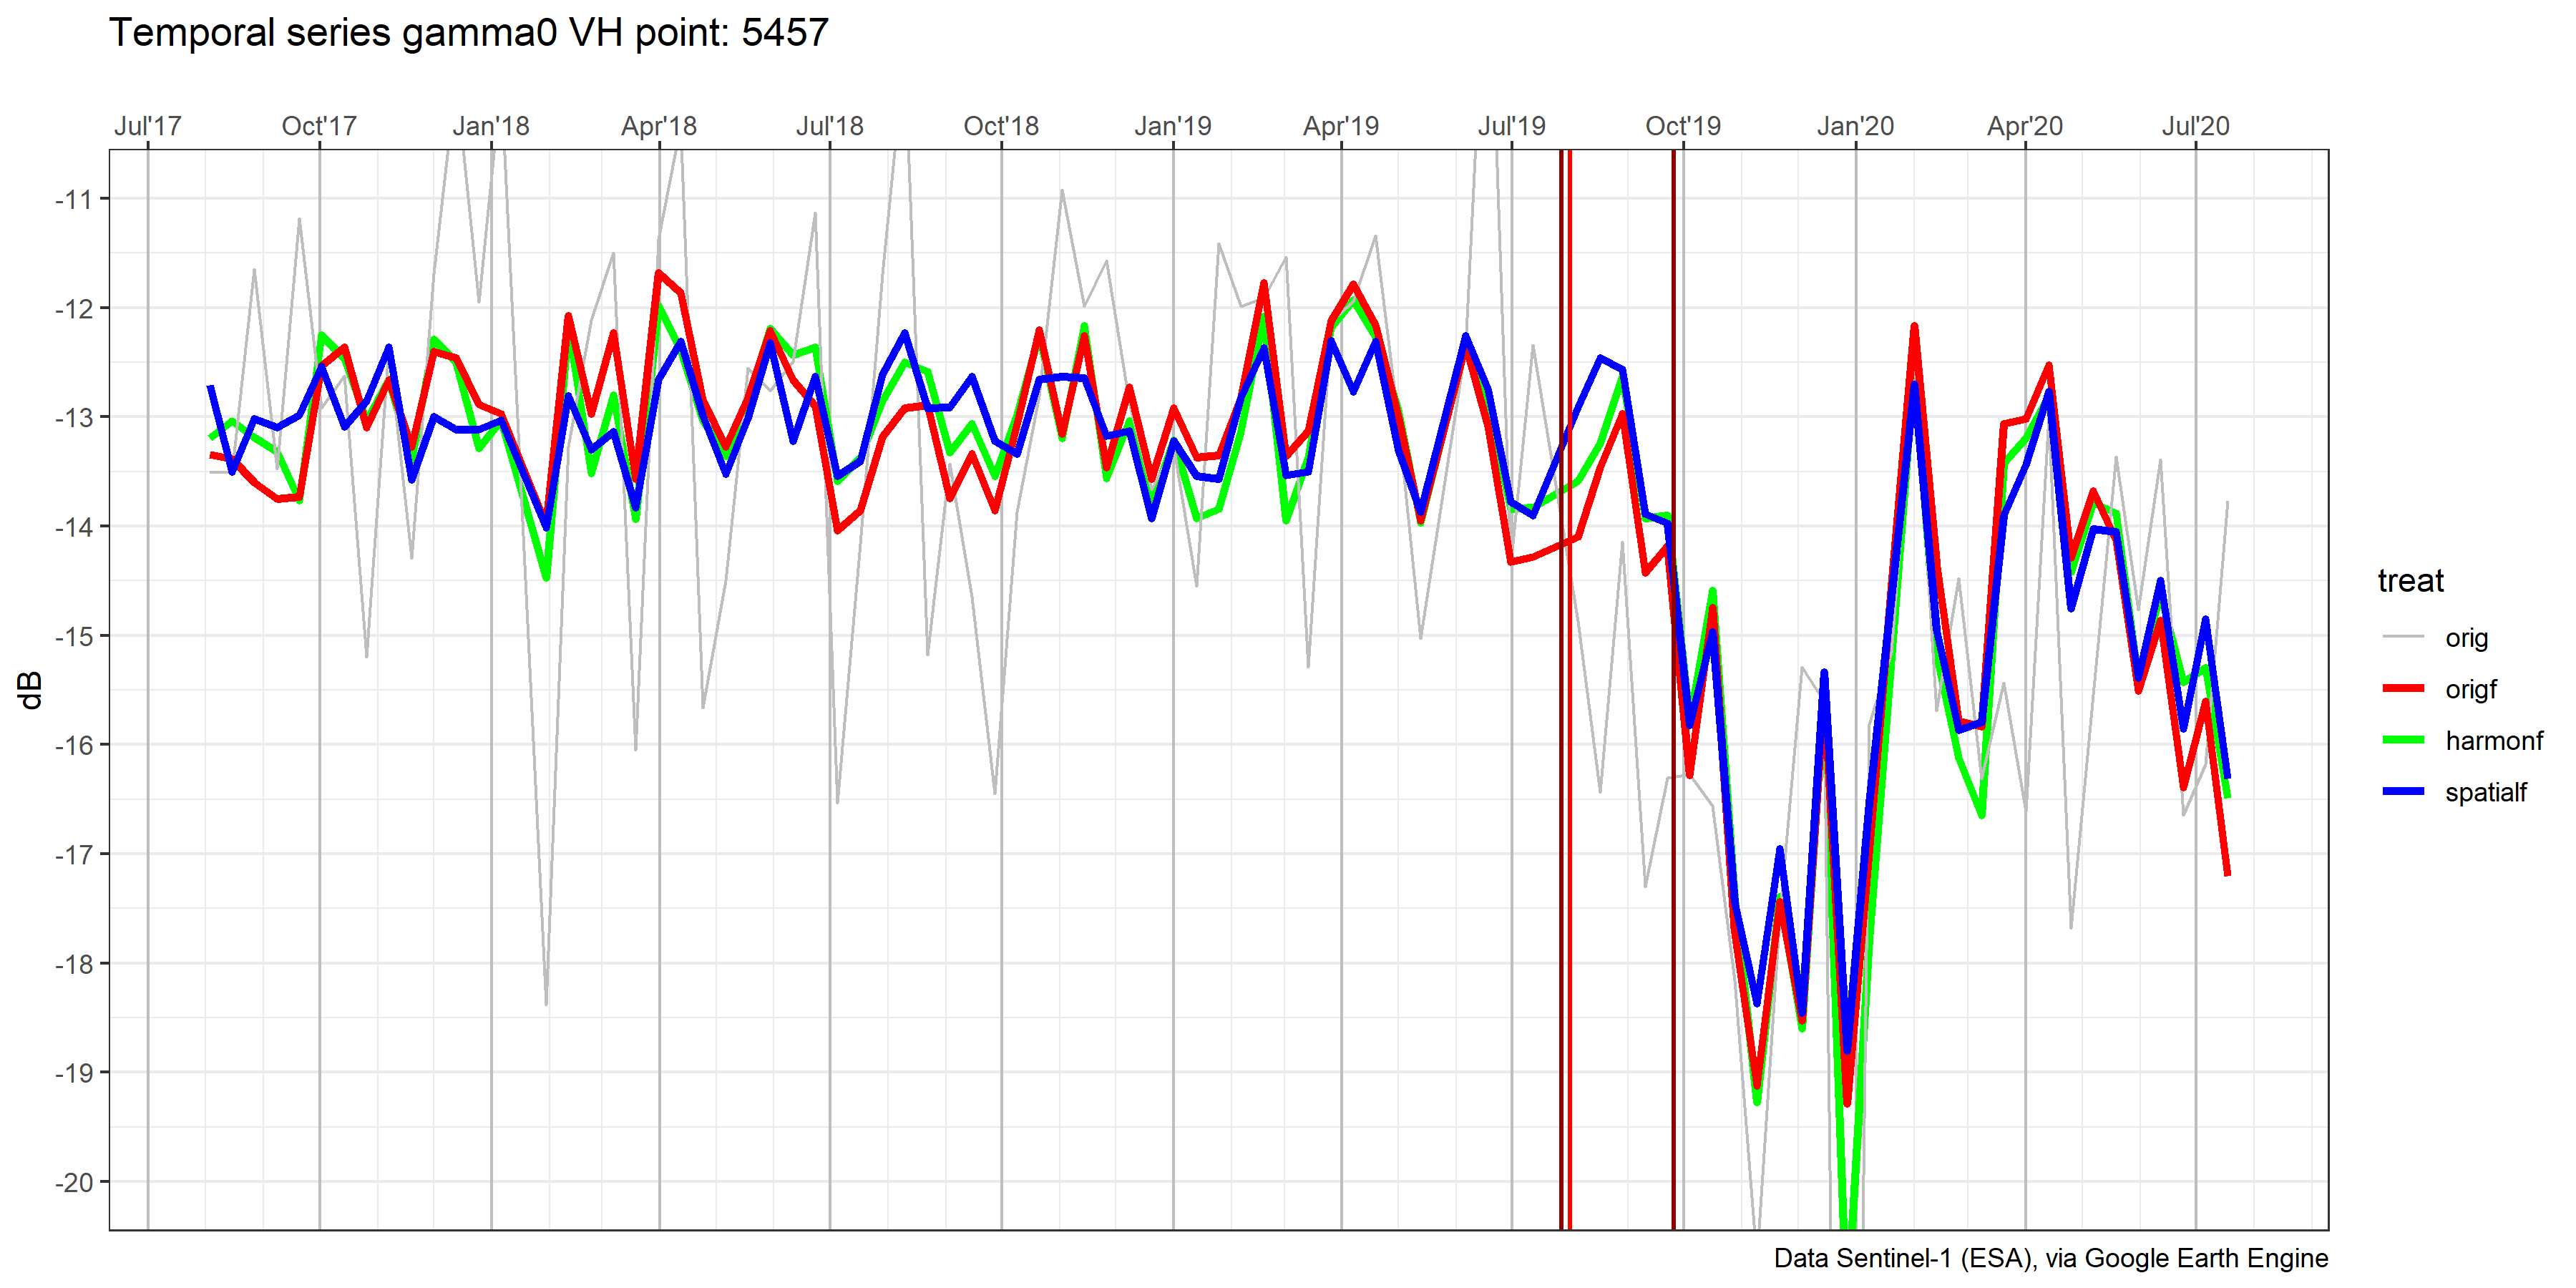 Temporal series gamma0 VH point: 5457
Jul'17 Oct'17 Jan'18 Apr'18 Jul'18 Oct'18 Jan'19 Apr'19 Jul'19 Oct'19 Jan'20 Apr'20 Jul'20
-11
-12
-13
-14
-15
-16
-17
-18
-19
-20
dB
treat
orig
origf
harmonf
spatialf
Data Sentinel-1 (ESA), via Google Earth Engine